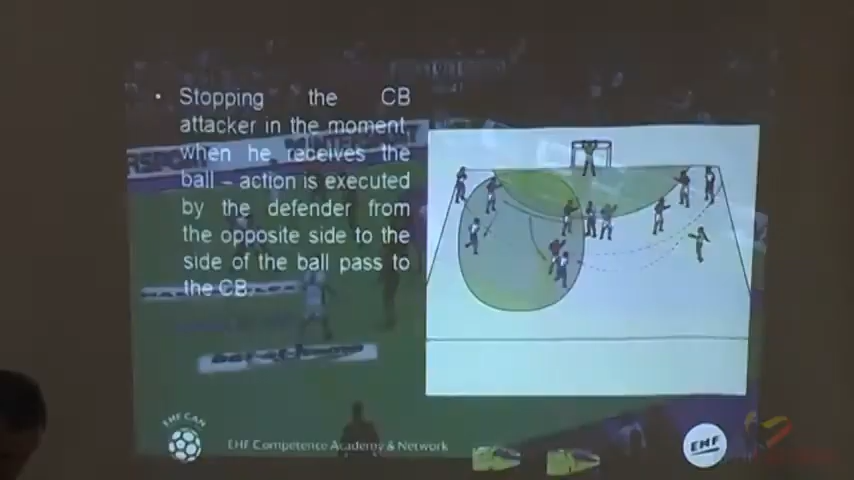 • Stopping the CB
attacker in the moment
when he receives the
ball – action is executed
by the defender from
the opposite side to the
side of the ball pass to
the CB.
EHF CAN
EHF Competence Academy & Network
EHF